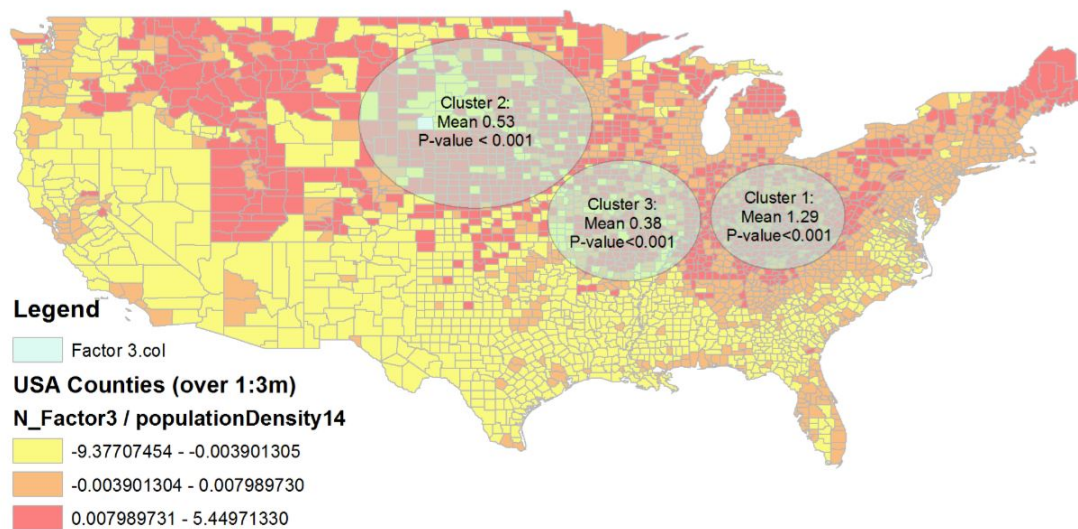 Cluster 2:
Mean 0.53
P-value < 0.001
Cluster 3:
Mean 0.38
P-value<0.001
Cluster 1:
Mean 1.29
P-value<0.001
Legend
Factor 3.col
USA Counties (over 1:3m)
N_Factor3 / populationDensity14
-9.37707454 - -0.003901305
-0.003901304 - 0.007989730
0.007989731 - 5.44971330